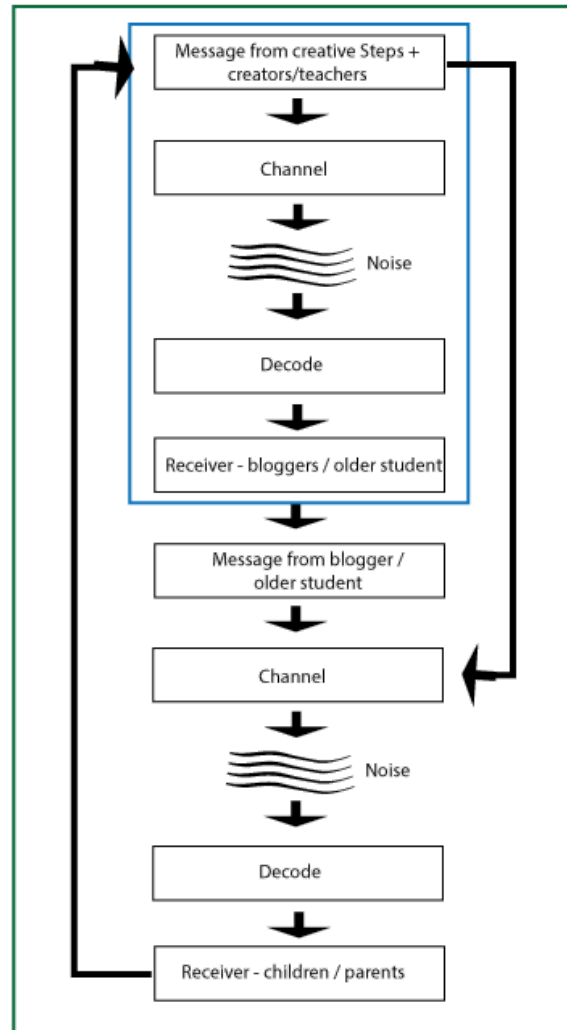 Message from creative Steps +
creators/teachers
Channel
Noise
Decode
Receiver - bloggers / older student
Message from blogger /
older student
Channel
Noise
Decode
Receiver - children / parents